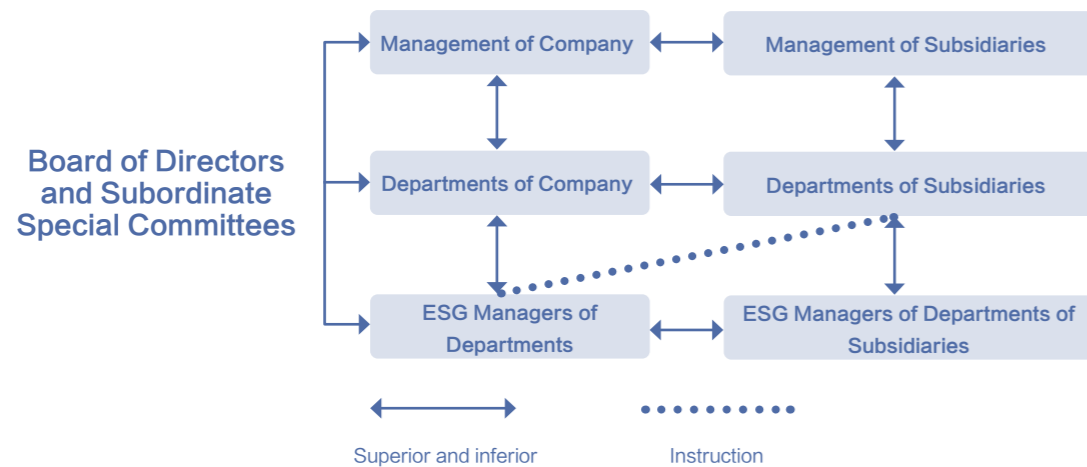 Board of Directors
and Subordinate
Special Committees
Management of Company
Management of Subsidiaries
Departments of Company
Departments of Subsidiaries
ESG Managers of
Departments
ESG Managers of Departments of
Subsidiaries
Superior and inferior
Instruction